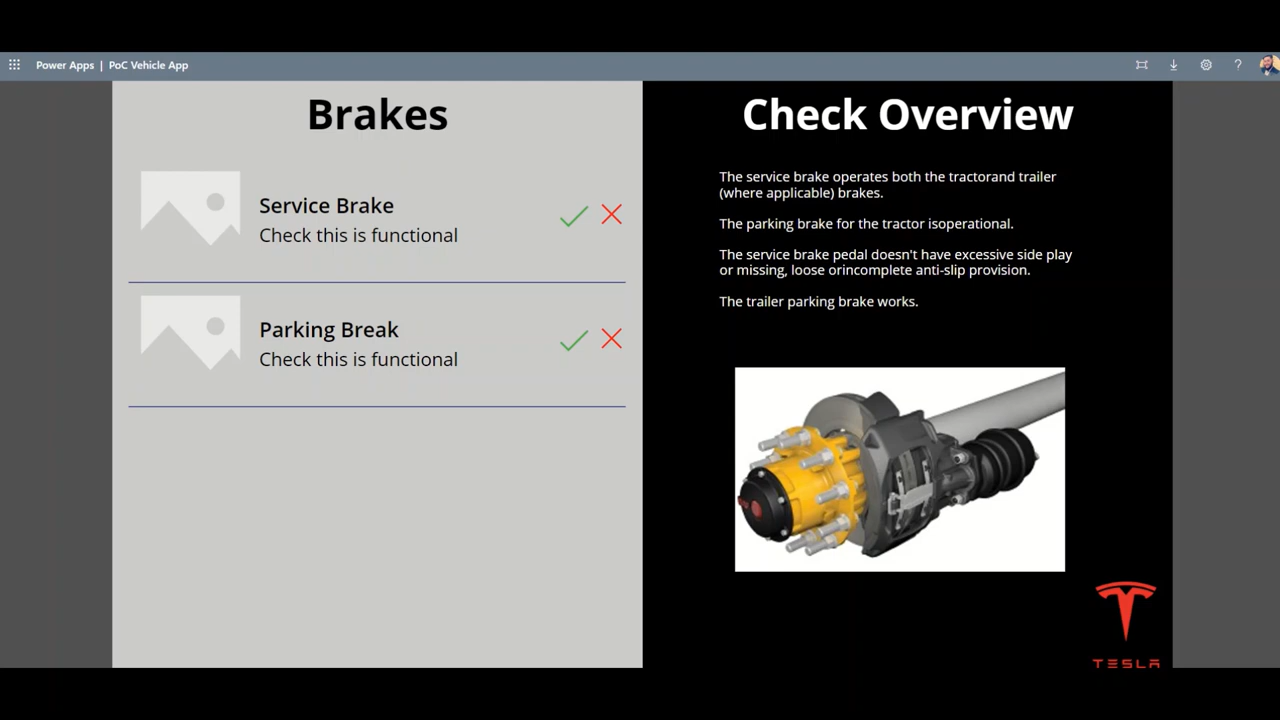 Power Apps | PoC Vehicle App
?
Brakes
Service Brake
Check this is functional
Parking Break
Check this is functional
Check Overview
The service brake operates both the tractorand trailer
(where applicable) brakes.
The parking brake for the tractor isoperational.
The service brake pedal doesn't have excessive side play
or missing, loose orincomplete anti-slip provision.
The trailer parking brake works.
TESLA